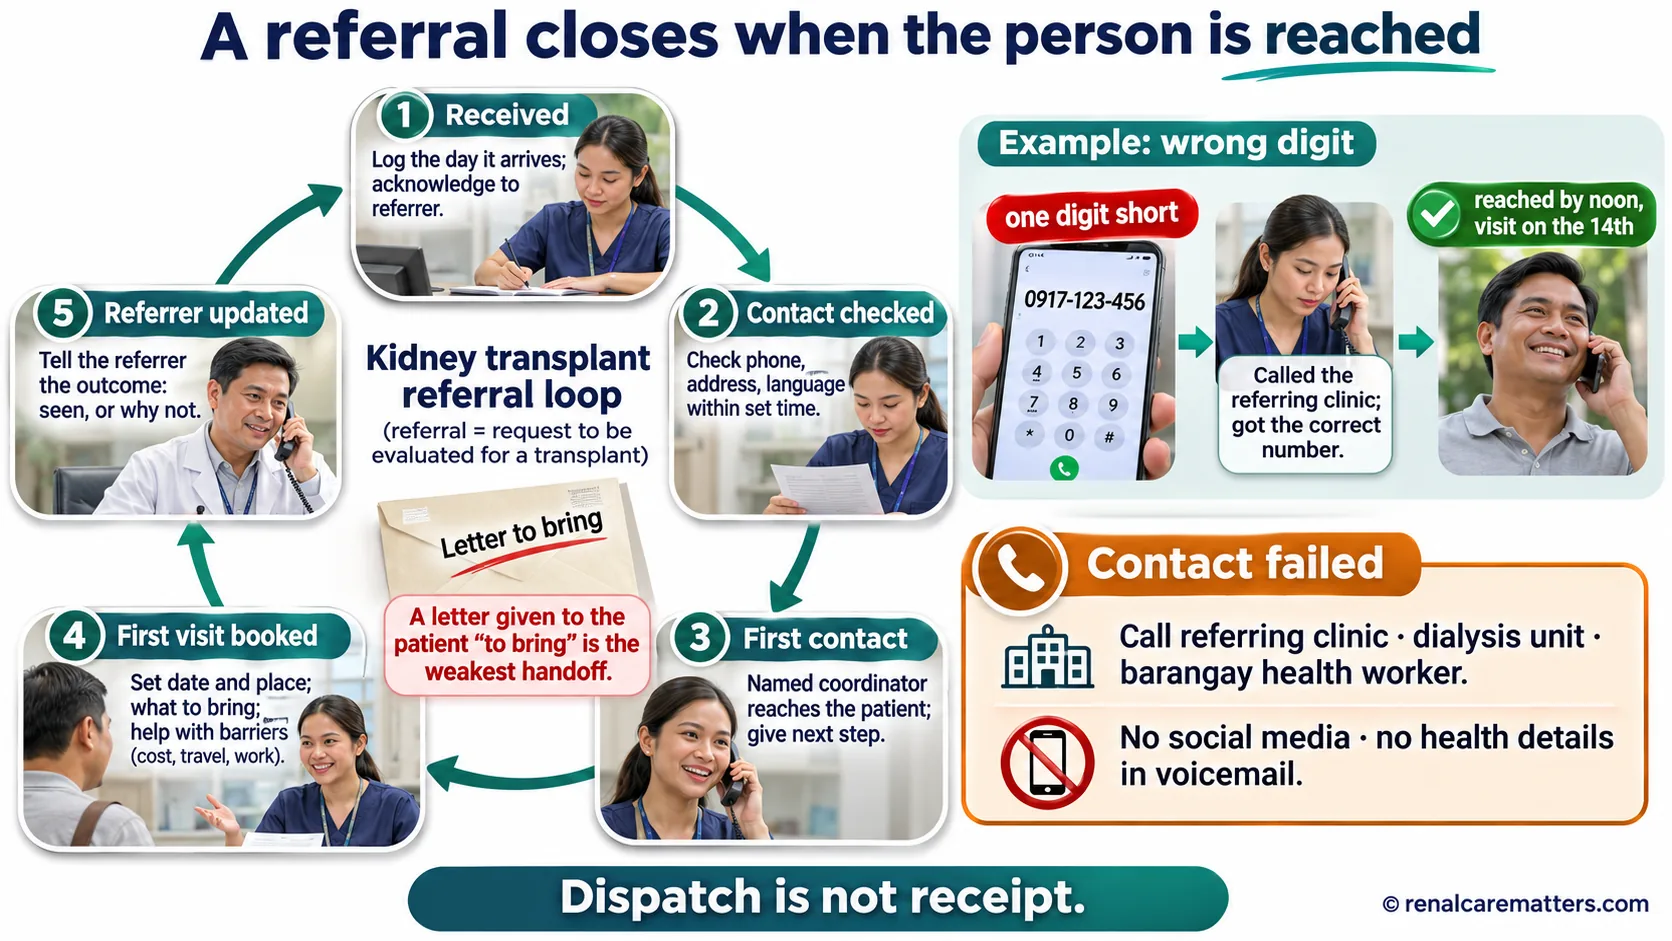 A referral closes when the person is reached
1 Received
Log the day it arrives;
acknowledge to
referrer.
2 Contact checked
Check phone,
address, language
within set time.
3 First contact
Named coordinator
reaches the patient;
give next step.
4 First visit booked
Set date and place;
what to bring;
help with barriers
(cost, travel, work).
5 Referrer updated
Tell the referrer
the outcome:
seen, or why not.
Kidney transplant
referral loop
(referral = request to be
evaluated for a transplant)
Letter to bring
A letter given to the
patient “to bring” is the
weakest handoff.
Example: wrong digit
one digit short
0917-123-456
1 2 3
4 5 6
7 8 9
* 0 #
Called the
referring clinic;
got the correct
number.
reached by noon,
visit on the 14th
Contact failed
Call referring clinic · dialysis unit ·
barangay health worker.
No social media · no health details
in voicemail.
Dispatch is not receipt.
© renalcarematters.com